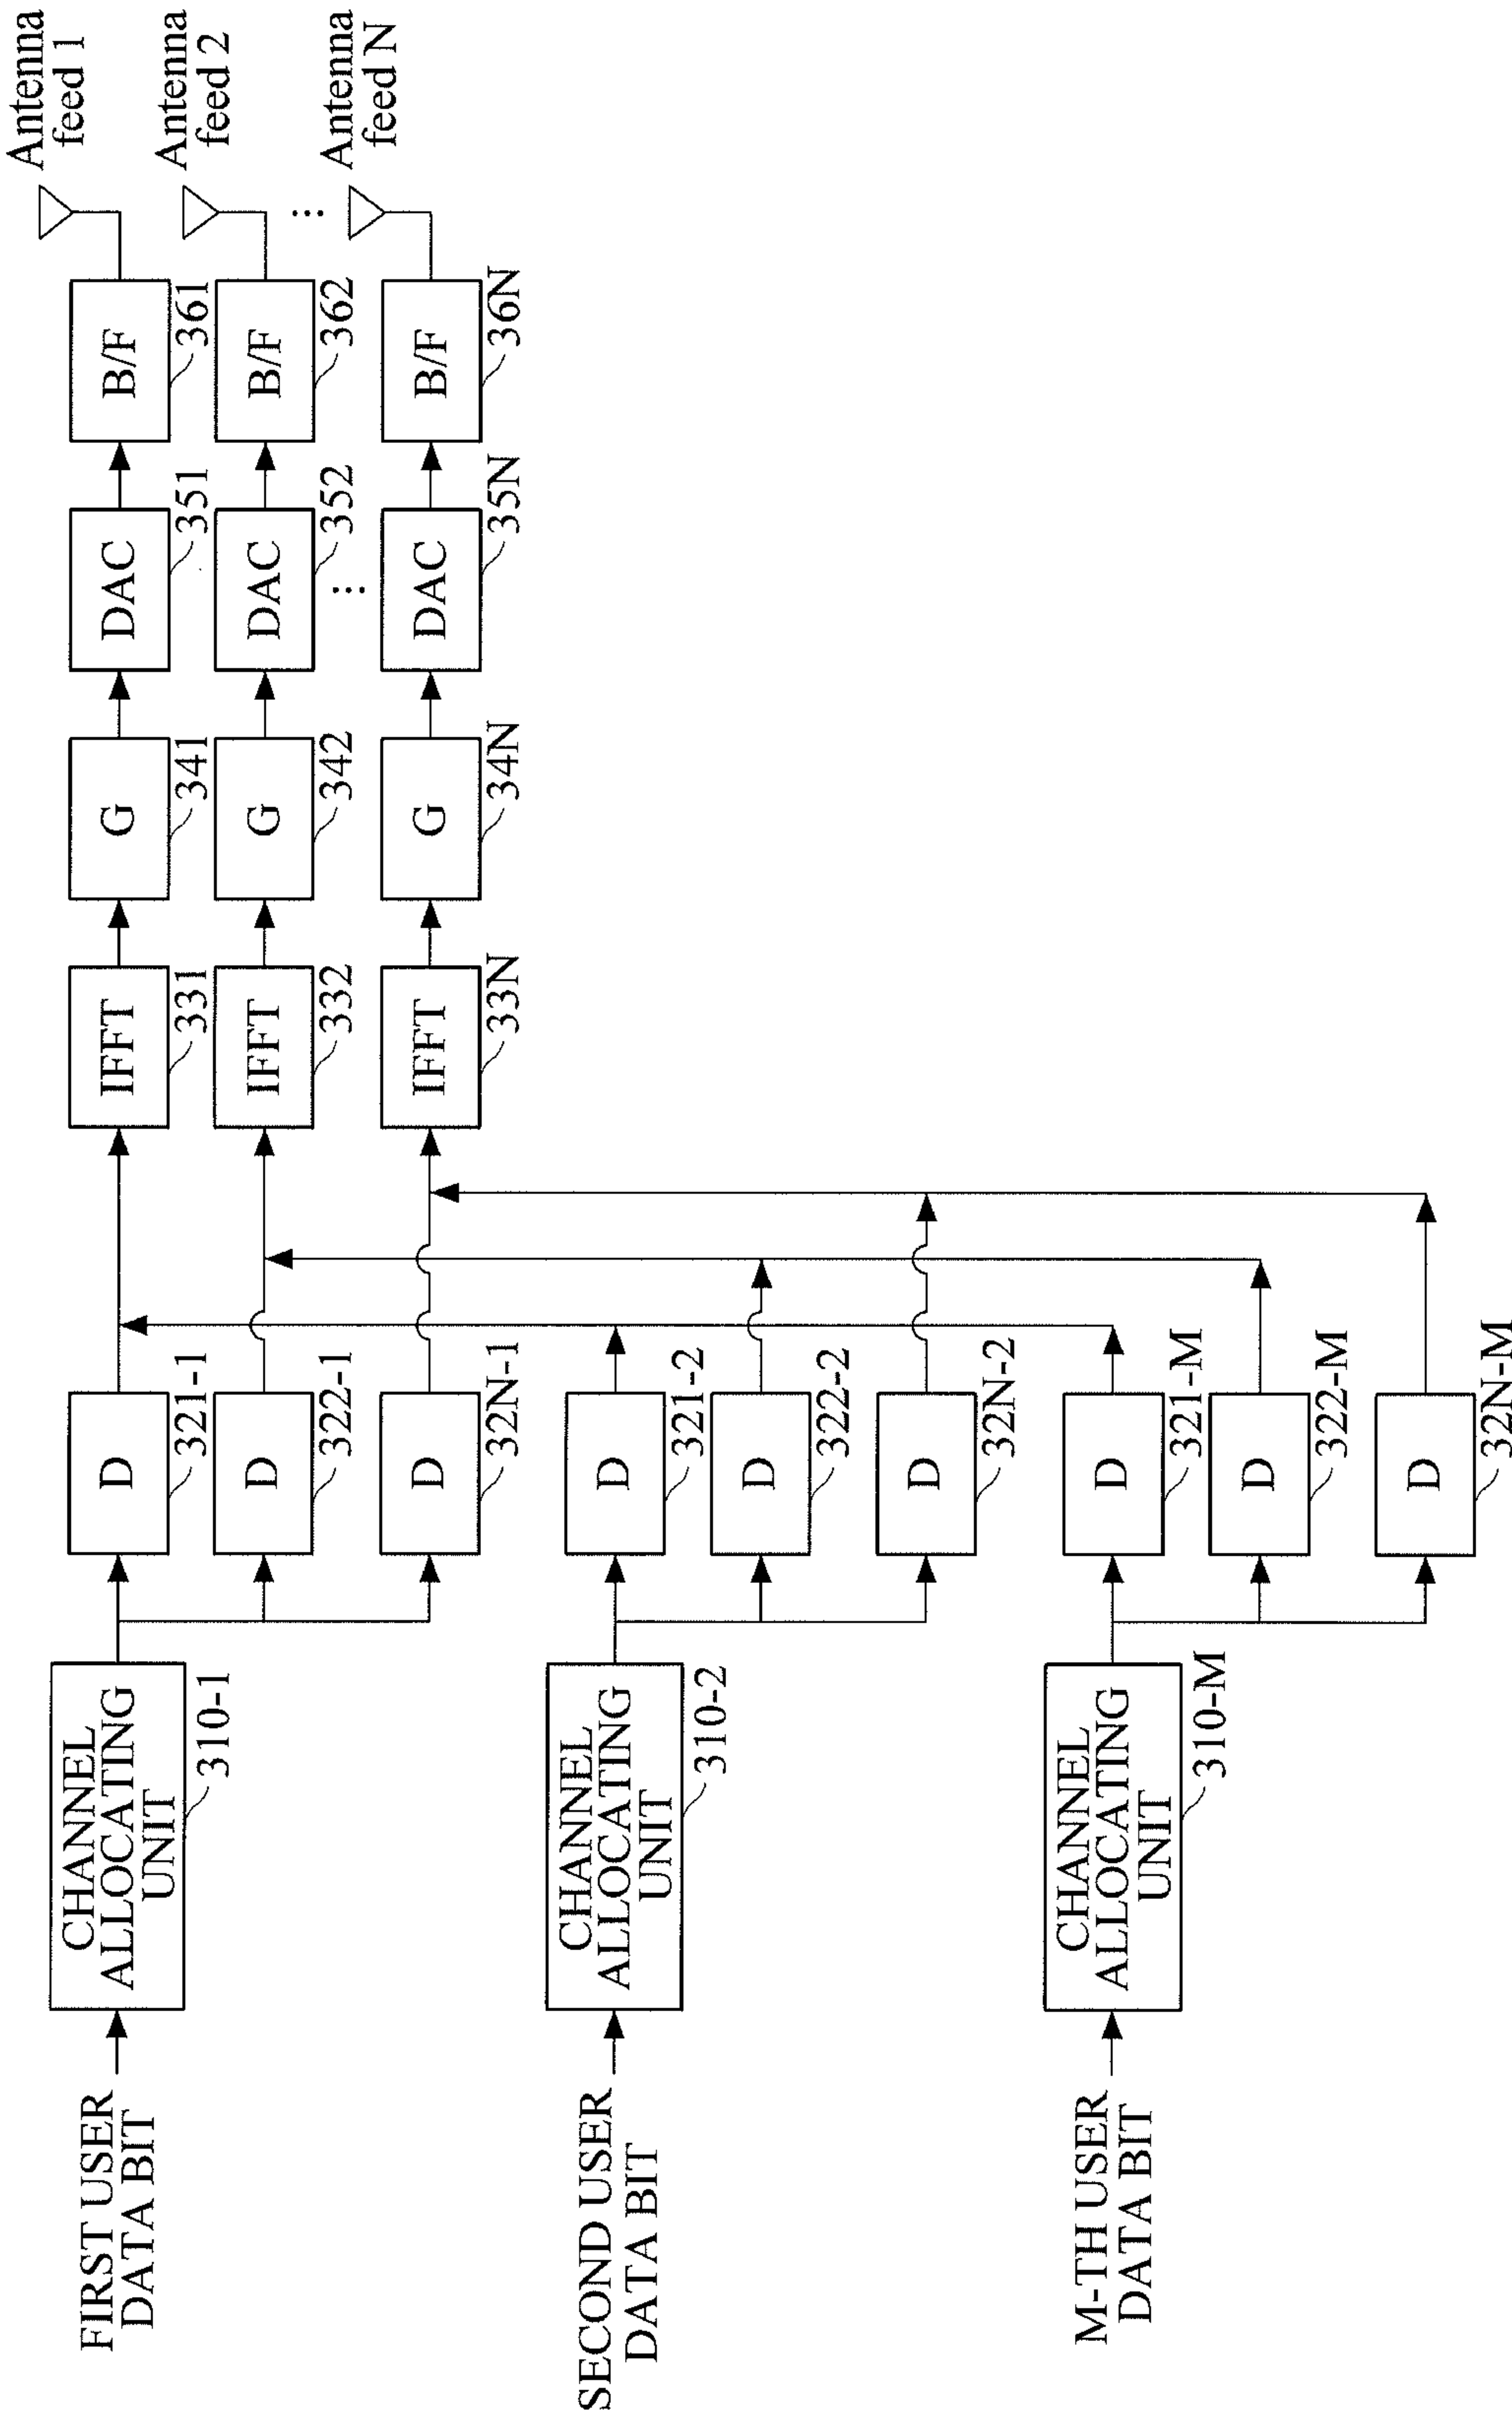 FIRST USER
DATA BIT
CHANNEL
ALLOCATING
UNIT
310-1
D
321-1
D
322-1
D
32N-1
IFFT
331
IFFT
332
IFFT
33N
G
341
G
342
G
34N
DAC
351
DAC
352
...
DAC
35N
B/F
361
B/F
362
B/F
36N
Antenna
feed 1
Antenna
feed 2
...
Antenna
feed N
SECOND USER
DATA BIT
CHANNEL
ALLOCATING
UNIT
310-2
D
321-2
D
322-2
D
32N-2
M-TH USER
DATA BIT
CHANNEL
ALLOCATING
UNIT
310-M
D
321-M
D
322-M
D
32N-M